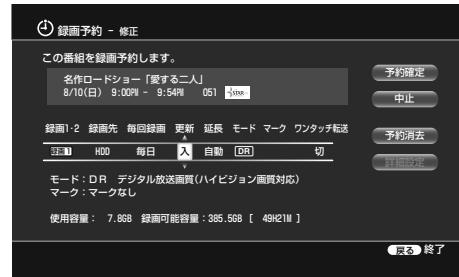 録画予約 - 修正
この番組を録画予約します。
名作ロードショー「愛する二人」
8/10(日) 9:00PM - 9:54PM 051
予約確定
中止
録画1･2 録画先 毎回録画 更新 延長 モード マーク ワンタッチ転送
予約消去
録画1 HDD 毎日 入 自動 DR 切
詳細設定
モード:DR デジタル放送画質(ハイビジョン画質対応)
マーク:マークなし
使用容量: 7.8GB 録画可能容量:385.5GB [ 49H21M ]
戻る 終了